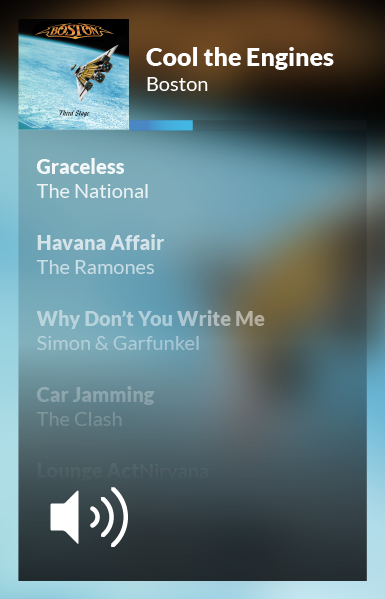 BOSTON
Third Stage
Cool the Engines
Boston
Graceless
The National
Havana Affair
The Ramones
Why Don’t You Write Me
Simon & Garfunkel
Car Jamming
The Clash
Lounge ActNirvana